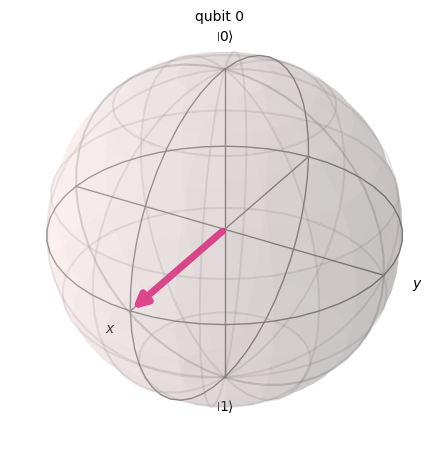 qubit 0
|0⟩
y
x
|1⟩